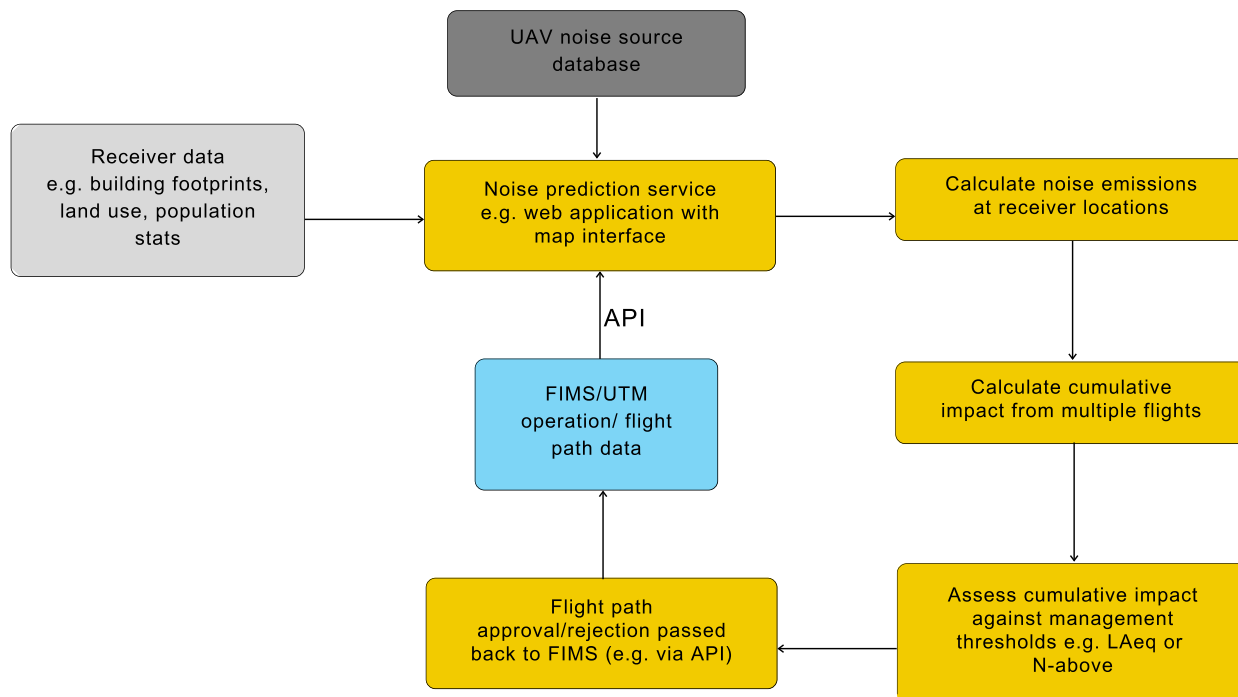 UAV noise source
database
Receiver data
e.g. building footprints,
land use, population
stats
Noise prediction service
e.g. web application with
map interface
Calculate noise emissions
at receiver locations
API
FIMS/UTM
operation/ flight
path data
Calculate cumulative
impact from multiple flights
Flight path
approval/rejection passed
back to FIMS (e.g. via API)
Assess cumulative impact
against management
thresholds e.g. LAeq or
N-above